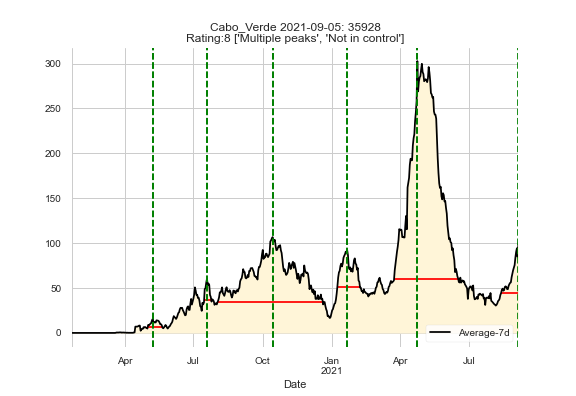 Cabo_Verde 2021-09-05: 35928
Rating:8 ['Multiple peaks', 'Not in control']
300
250
200
150
100
50
0
Average-7d
Apr
Jul
Oct
Jan
2021
Apr
Jul
Date